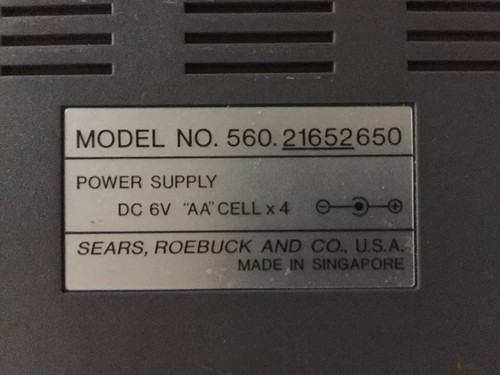 MODEL NO. 560.21652650
POWER SUPPLY
DC 6V "AA" CELL x 4
SEARS, ROEBUCK AND CO., U.S.A.
MADE IN SINGAPORE